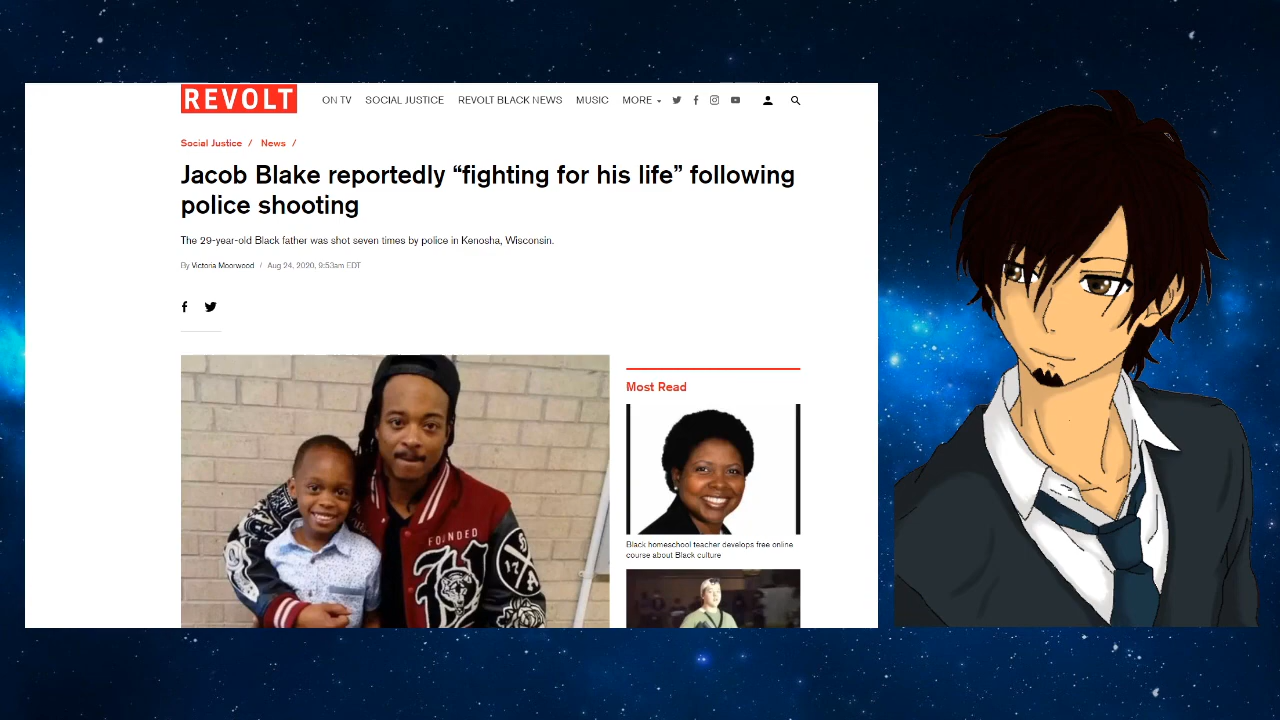 REVOLT
ON TV SOCIAL JUSTICE REVOLT BLACK NEWS MUSIC MORE
Social Justice / News /
Jacob Blake reportedly “fighting for his life” following
police shooting
The 29-year-old Black father was shot seven times by police in Kenosha, Wisconsin.
By Victoria Moorwood / Aug 24, 2020, 9:53am EDT
Most Read
FOUNDED
17
A
Black homeschool teacher develops free online
course about Black culture